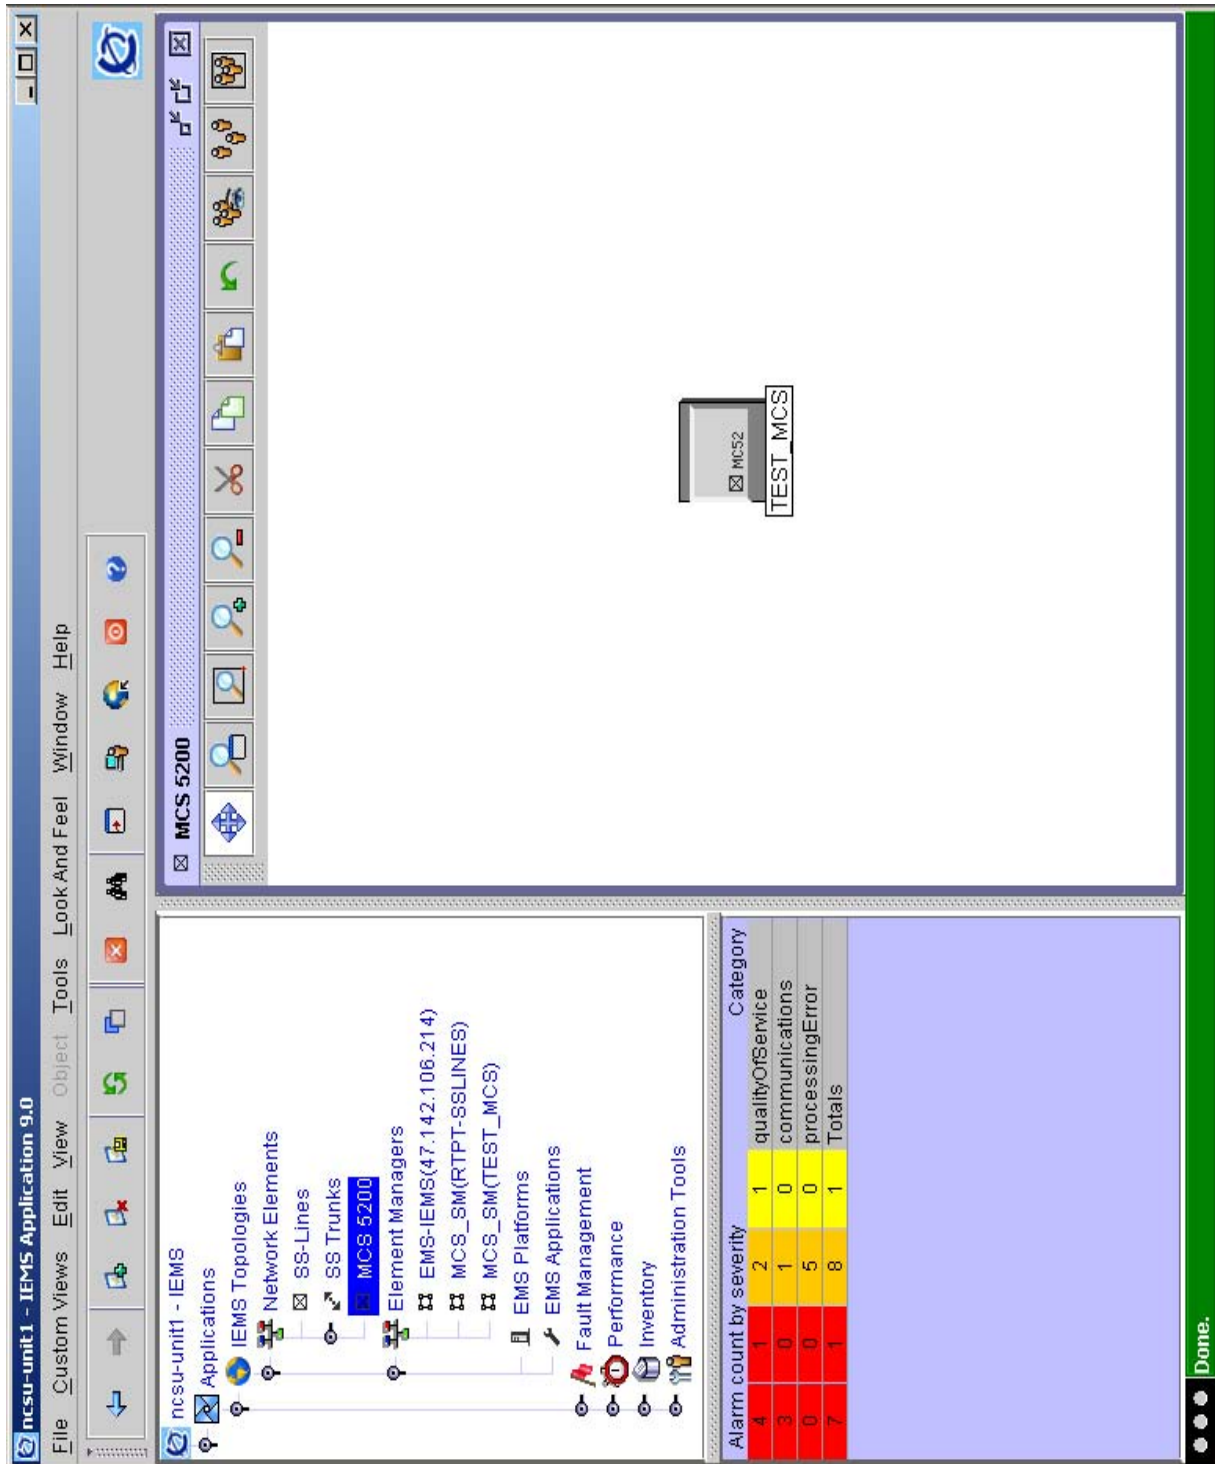 ncsu-unit1 - IEMS Application 9.0
File Custom Views Edit View Object Tools Look And Feel Window Help
ncsu-unit1 - IEMS
Applications
IEMS Topologies
Network Elements
SS-Lines
SS Trunks
MCS 5200
Element Managers
EMS-IEMS(47.142.106.214)
MCS_SM(RTPT-SSLINES)
MCS_SM(TEST_MCS)
EMS Platforms
EMS Applications
Fault Management
Performance
Inventory
Administration Tools
Alarm count by severity Category
4 1 2 1 qualityOfService
3 0 1 0 communications
0 0 5 0 processingError
7 1 8 1 Totals
MCS 5200
MC52
TEST_MCS
Done.